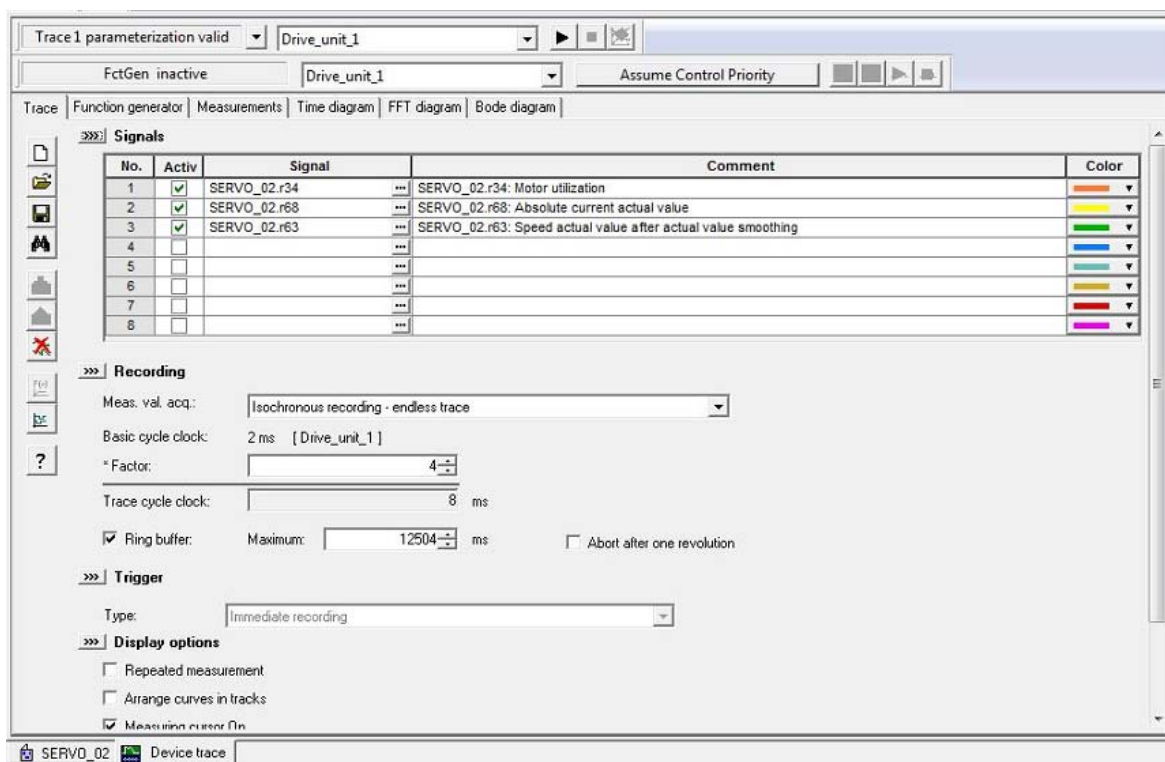 Trace 1 parameterization valid Drive_unit_1
FctGen inactive Drive_unit_1 Assume Control Priority
Trace Function generator Measurements Time diagram FFT diagram Bode diagram
>>> Signals
No. Activ Signal Comment Color
1 SERVO_02.r34 ... SERVO_02.r34: Motor utilization
2 SERVO_02.r68 ... SERVO_02.r68: Absolute current actual value
3 SERVO_02.r63 ... SERVO_02.r63: Speed actual value after actual value smoothing
4 ...
5 ...
6 ...
7 ...
8 ...
>>> Recording
Meas. val. acq.: Isochronous recording - endless trace
Basic cycle clock: 2 ms [ Drive_unit_1 ]
* Factor: 4
Trace cycle clock: 8 ms
Ring buffer: Maximum: 12504 ms Abort after one revolution
>>> Trigger
Type: Immediate recording
>>> Display options
Repeated measurement
Arrange curves in tracks
Measuring cursor On
?
SERVO_02 Device trace